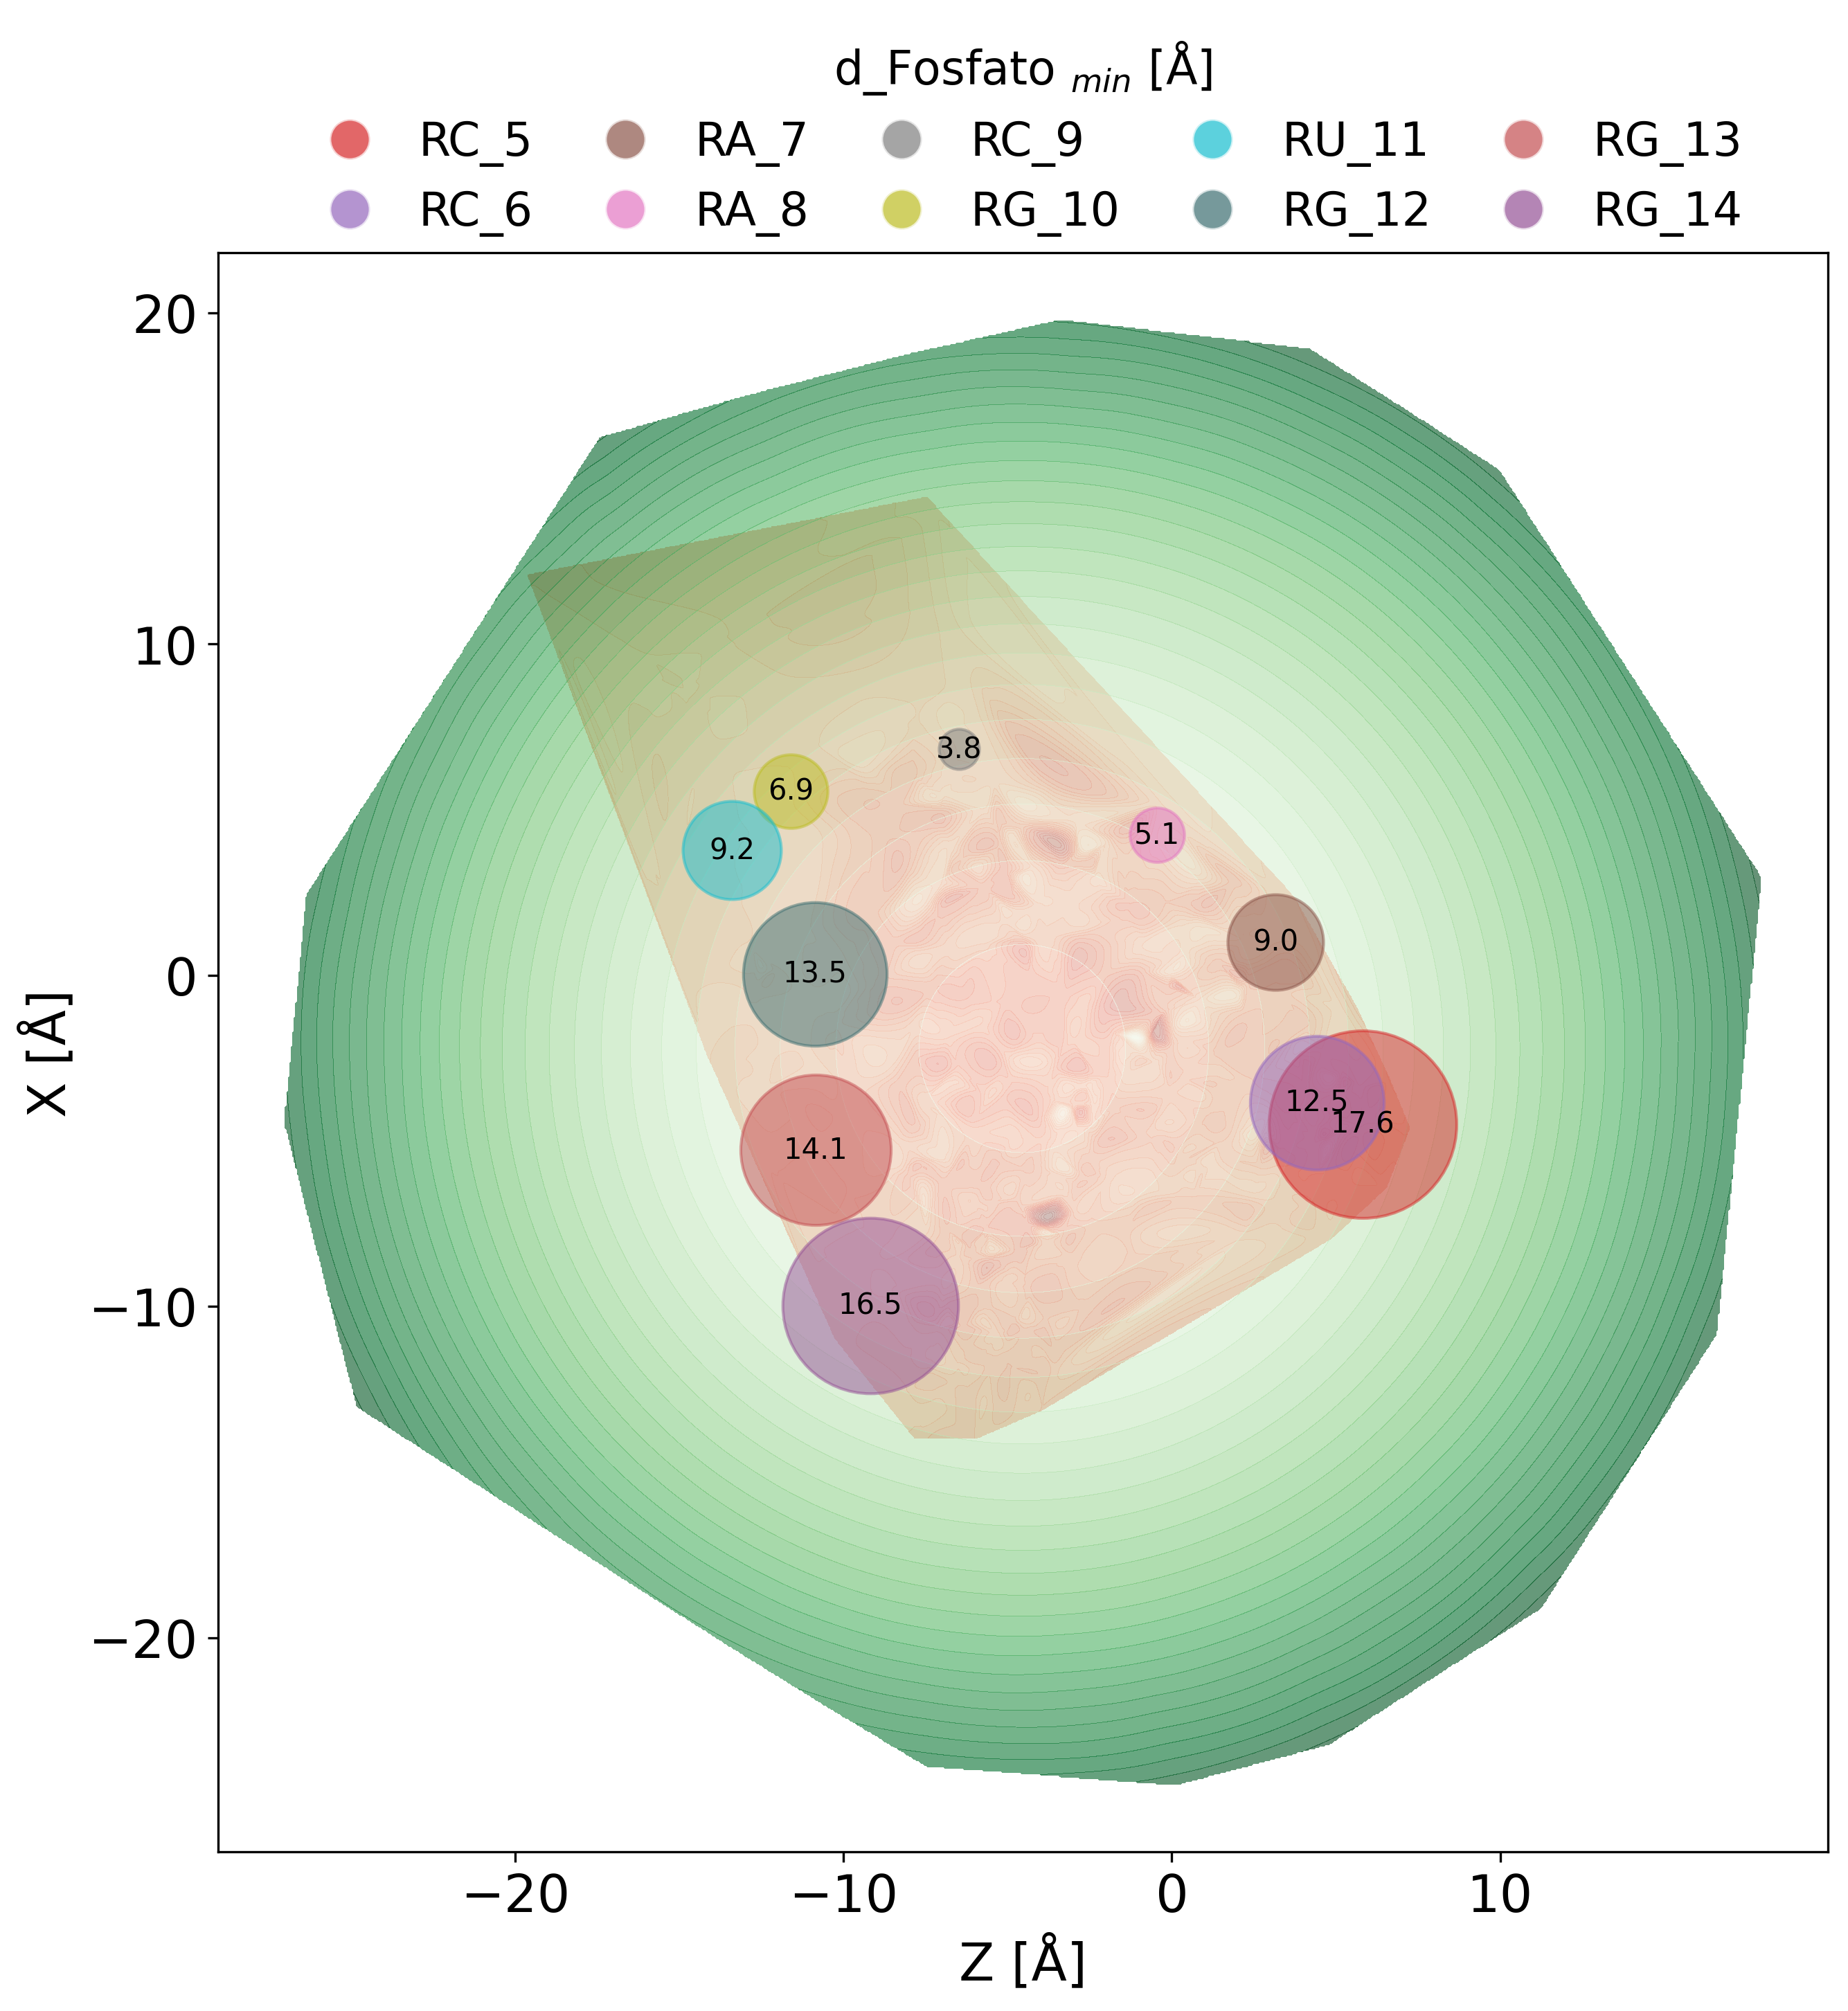 d_Fosfato min [Å]
RC_5 RA_7 RC_9 RU_11 RG_13
RC_6 RA_8 RG_10 RG_12 RG_14
20
10
0
−10
−20
X [Å]
3.8
6.9
5.1
9.2
9.0
13.5
12.5
17.6
14.1
16.5
−20 −10 0 10
Z [Å]